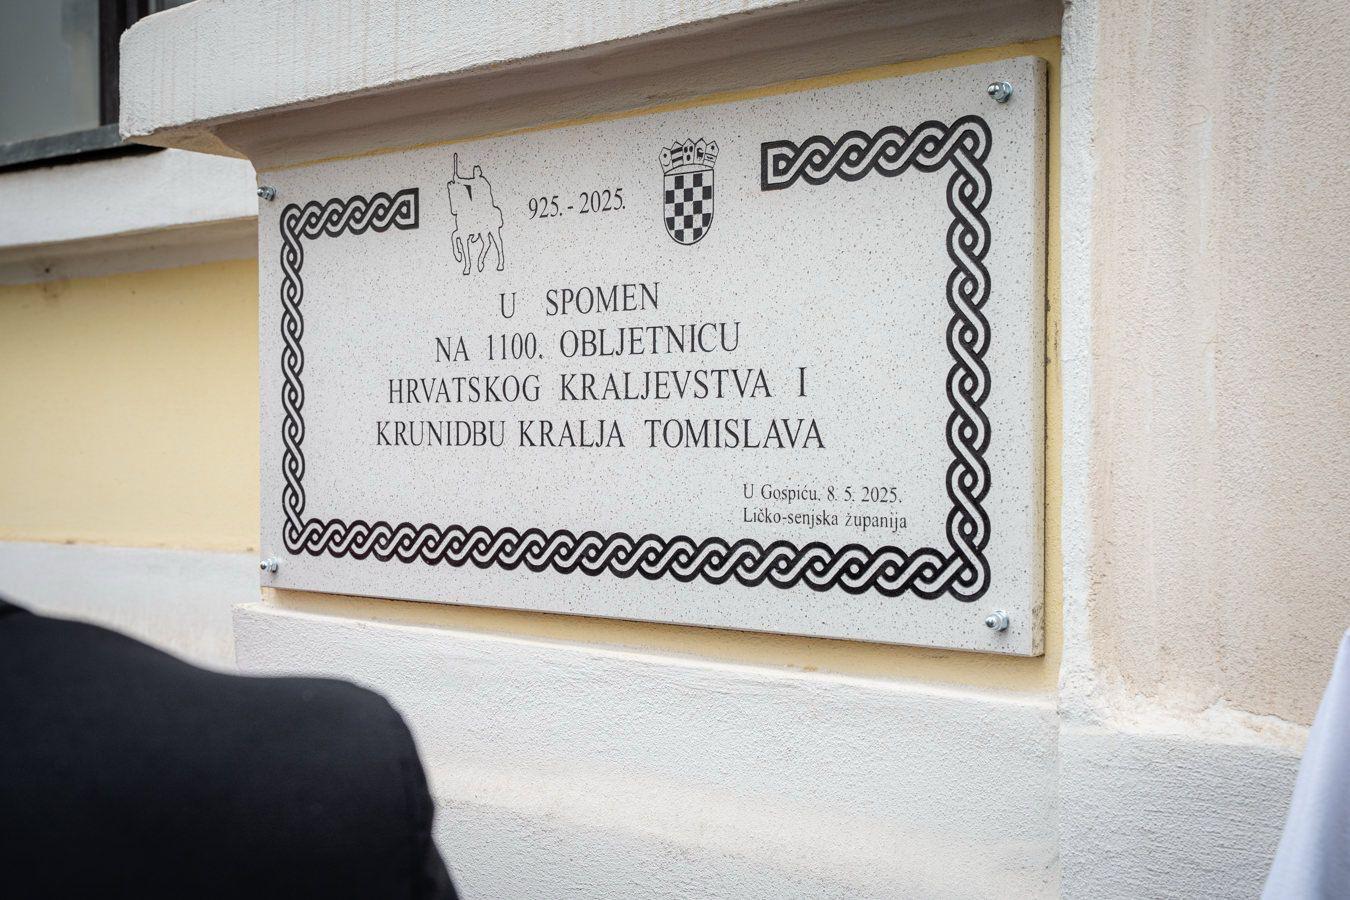 925. - 2025.
U SPOMEN
NA 1100. OBLJETNICU
HRVATSKOG KRALJEVSTVA I
KRUNIDBU KRALJA TOMISLAVA
U Gospiću, 8. 5. 2025.
Ličko-senjska županija